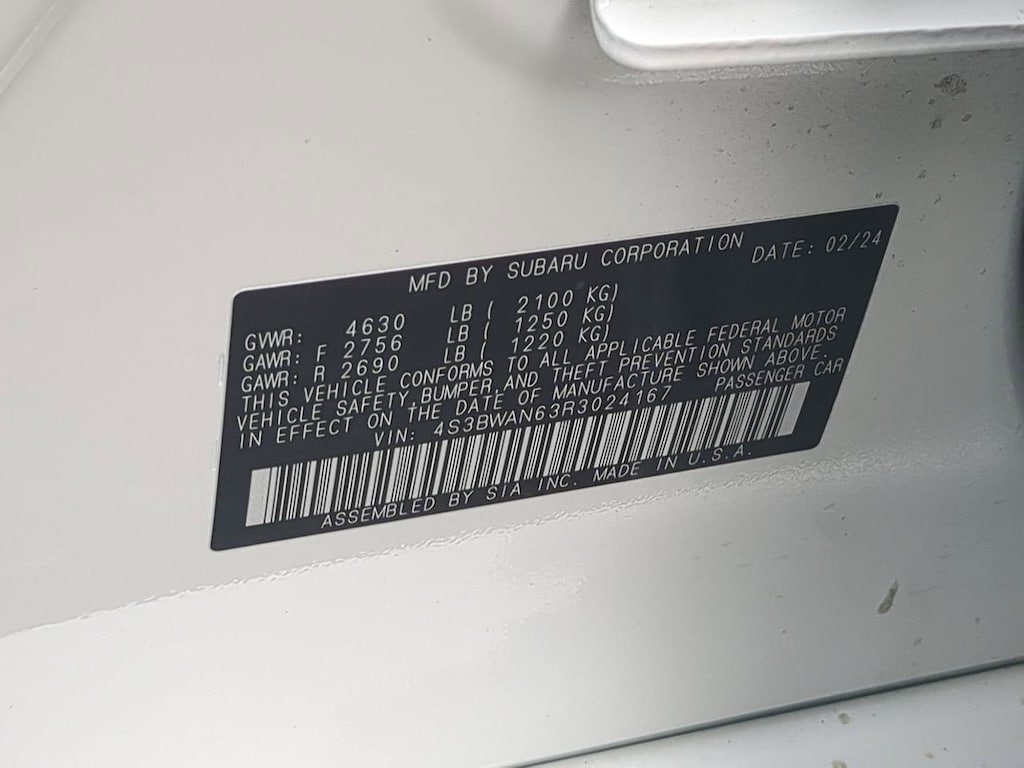 MFD BY SUBARU CORPORATION DATE: 02/24
GVWR: 4630 LB ( 2100 KG)
GAWR: F 2756 LB ( 1250 KG)
GAWR: R 2690 LB ( 1220 KG)
THIS VEHICLE CONFORMS TO ALL APPLICABLE FEDERAL MOTOR
VEHICLE SAFETY,BUMPER AND THEFT PREVENTION STANDARDS
IN EFFECT ON THE DATE OF MANUFACTURE SHOWN ABOVE.
VIN: 4S3BWAN63R3024167 PASSENGER CAR
ASSEMBLED BY SIA INC. MADE IN U.S.A.